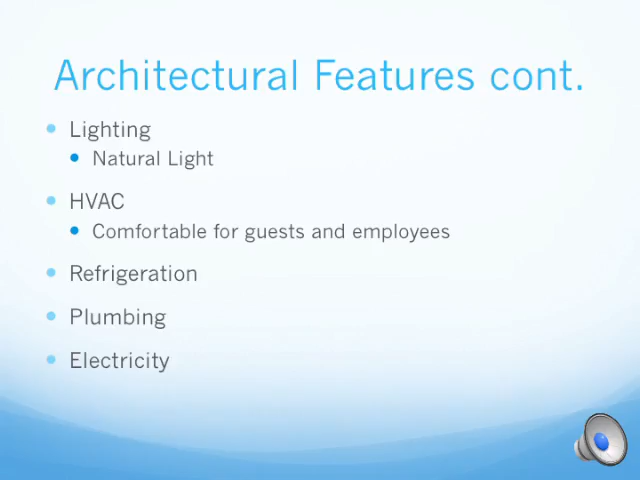 Architectural Features cont.
Lighting
Natural Light
HVAC
Comfortable for guests and employees
Refrigeration
Plumbing
Electricity